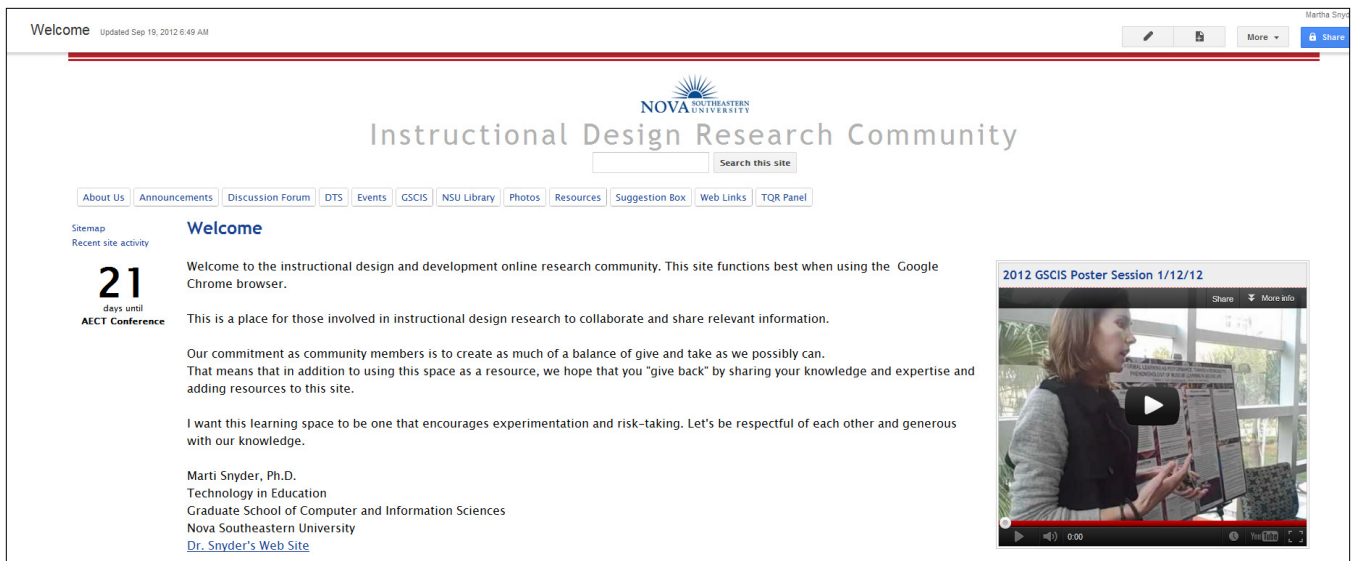 Martha Snyd
Welcome Updated Sep 19, 2012 6:49 AM
More
Share
NOVA SOUTHEASTERN
UNIVERSITY
Instructional Design Research Community
Search this site
About Us Announcements Discussion Forum DTS Events GSCIS NSU Library Photos Resources Suggestion Box Web Links TQR Panel
Sitemap
Recent site activity
21
days until
AECT Conference
Welcome
Welcome to the instructional design and development online research community. This site functions best when using the Google
Chrome browser.
This is a place for those involved in instructional design research to collaborate and share relevant information.
Our commitment as community members is to create as much of a balance of give and take as we possibly can.
That means that in addition to using this space as a resource, we hope that you "give back" by sharing your knowledge and expertise and
adding resources to this site.
I want this learning space to be one that encourages experimentation and risk-taking. Let's be respectful of each other and generous
with our knowledge.
Marti Snyder, Ph.D.
Technology in Education
Graduate School of Computer and Information Sciences
Nova Southeastern University
Dr. Snyder's Web Site
2012 GSCIS Poster Session 1/12/12
Share More info
0:00
YouTube